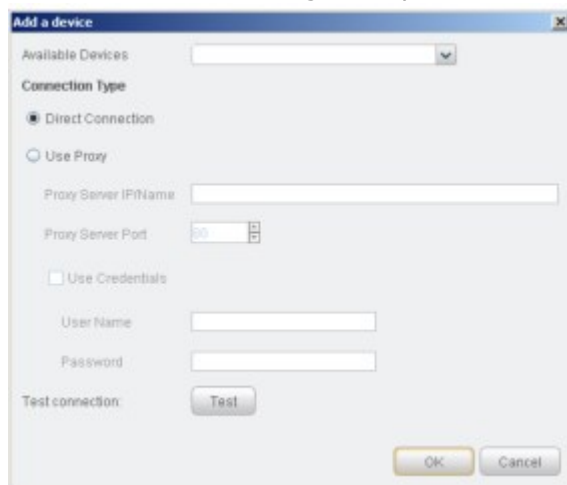 Add a device
Available Devices
Connection Type
Direct Connection
Use Proxy
Proxy Server IP/Name
Proxy Server Port 80
Use Credentials
User Name
Password
Test connection: Test
OK Cancel